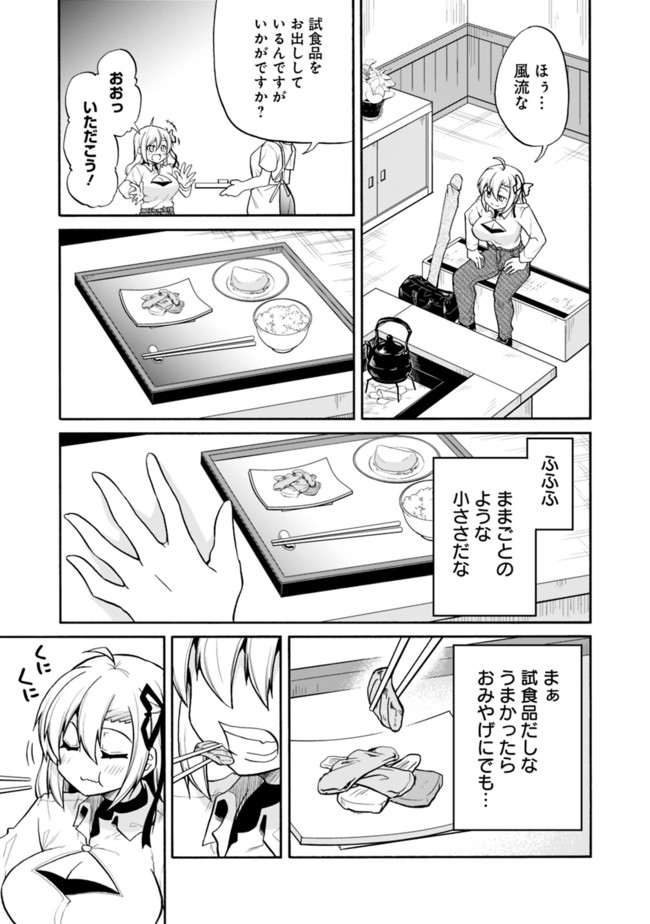 ほぅ…
風流な
試食品を
お出しして
いるんですが
いかがですか？
おおっ
いただこう！
ふふふ
ままごとの
ような
小ささだな
まぁ
試食品だしな
うまかったら
おみやげにでも…
くに
くに